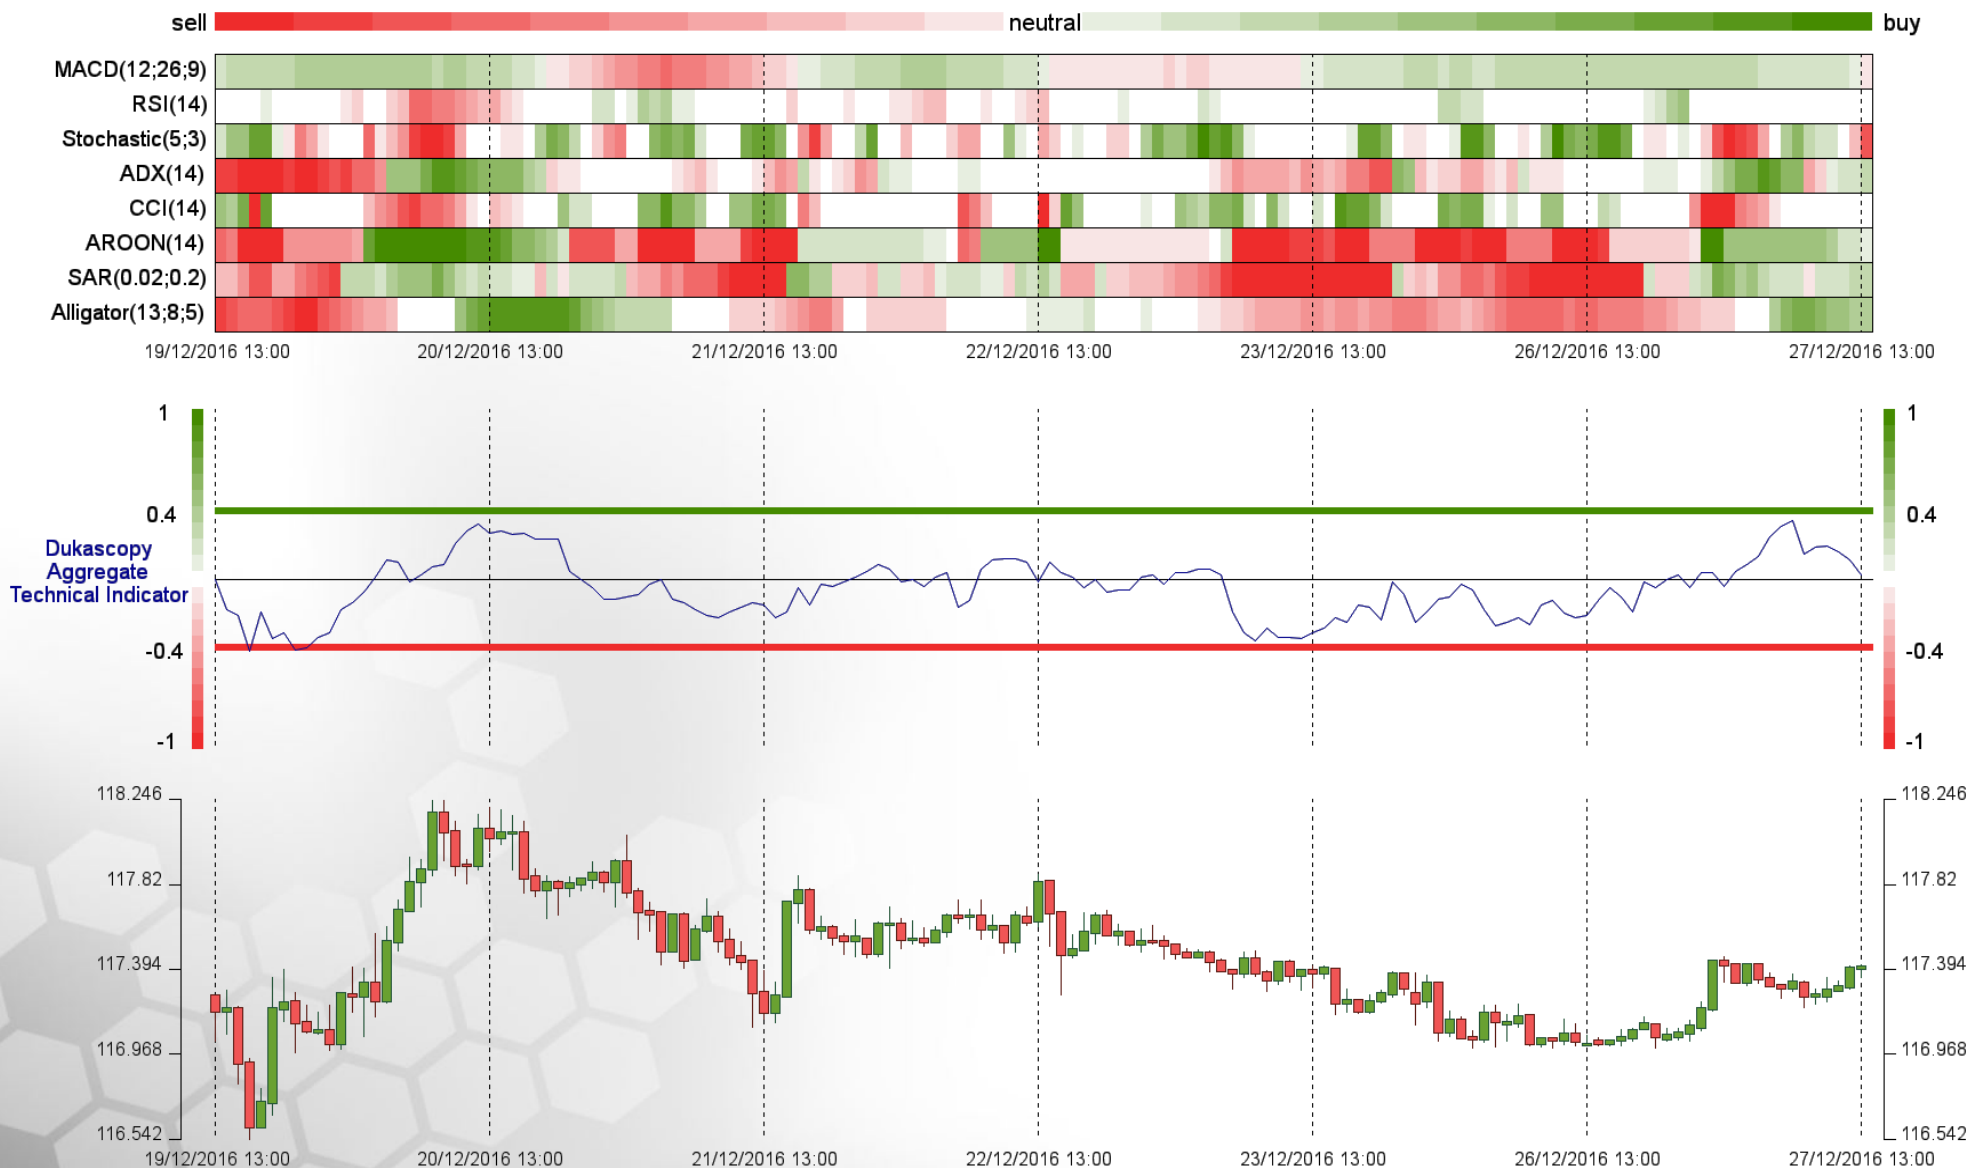 sell neutral buy
MACD(12;26;9)
RSI(14)
Stochastic(5;3)
ADX(14)
CCI(14)
AROON(14)
SAR(0.02;0.2)
Alligator(13;8;5)
19/12/2016 13:00 20/12/2016 13:00 21/12/2016 13:00 22/12/2016 13:00 23/12/2016 13:00 26/12/2016 13:00 27/12/2016 13:00
1 1
0.4 0.4
Dukascopy
Aggregate
Technical Indicator
-0.4 -0.4
-1 -1
118.246 118.246
117.82 117.82
117.394 117.394
116.968 116.968
116.542 116.542
19/12/2016 13:00 20/12/2016 13:00 21/12/2016 13:00 22/12/2016 13:00 23/12/2016 13:00 26/12/2016 13:00 27/12/2016 13:00